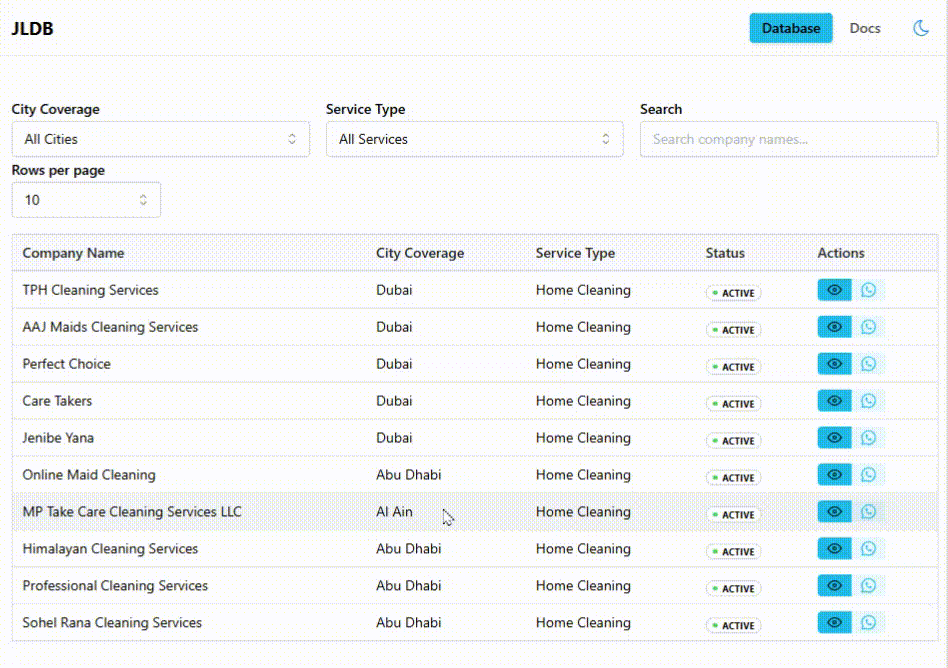 JLDB
Database Docs
City Coverage Service Type Search
All Cities All Services Search company names...
Rows per page
10
Company Name City Coverage Service Type Status Actions
TPH Cleaning Services Dubai Home Cleaning ACTIVE
AAJ Maids Cleaning Services Dubai Home Cleaning ACTIVE
Perfect Choice Dubai Home Cleaning ACTIVE
Care Takers Dubai Home Cleaning ACTIVE
Jenibe Yana Dubai Home Cleaning ACTIVE
Online Maid Cleaning Abu Dhabi Home Cleaning ACTIVE
MP Take Care Cleaning Services LLC Al Ain Home Cleaning ACTIVE
Himalayan Cleaning Services Abu Dhabi Home Cleaning ACTIVE
Professional Cleaning Services Abu Dhabi Home Cleaning ACTIVE
Sohel Rana Cleaning Services Abu Dhabi Home Cleaning ACTIVE